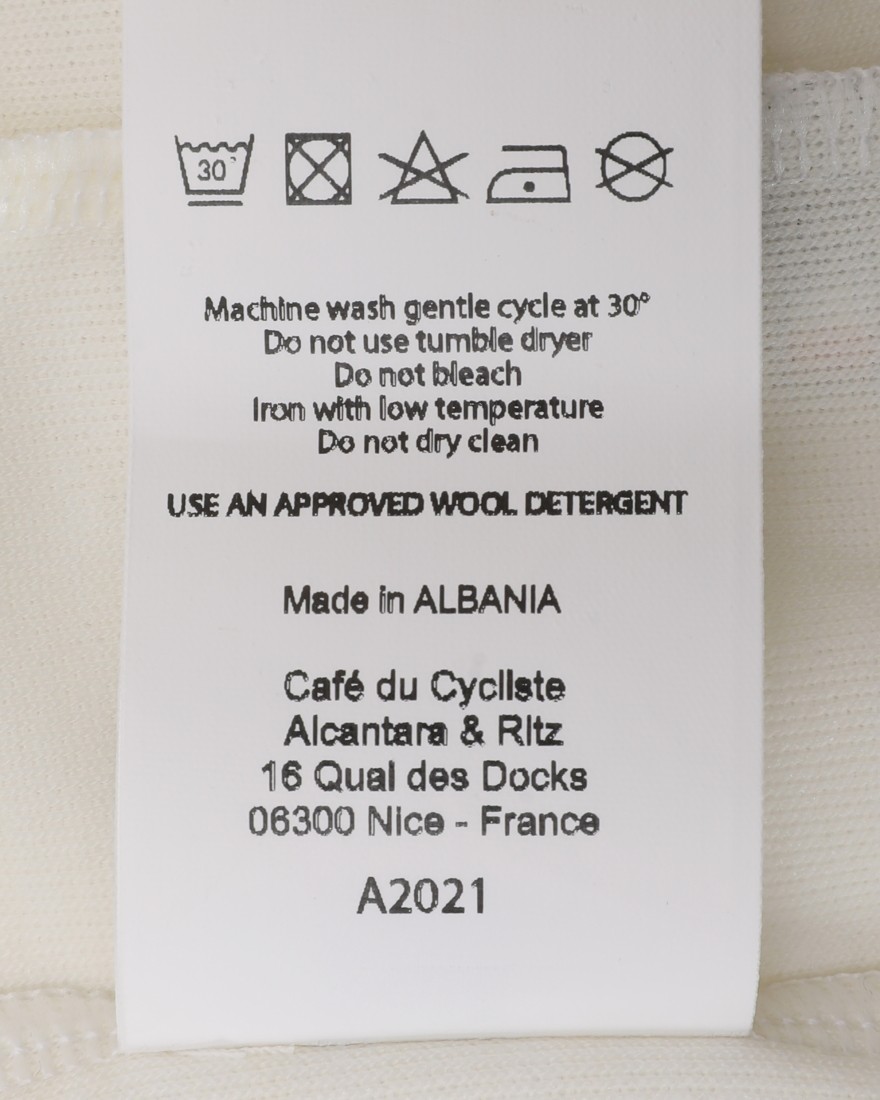 30°
Machine wash gentle cycle at 30°
Do not use tumble dryer
Do not bleach
Iron with low temperature
Do not dry clean
USE AN APPROVED WOOL DETERGENT
Made in ALBANIA
Café du Cycliste
Alcantara & Ritz
16 Quai des Docks
06300 Nice - France
A2021